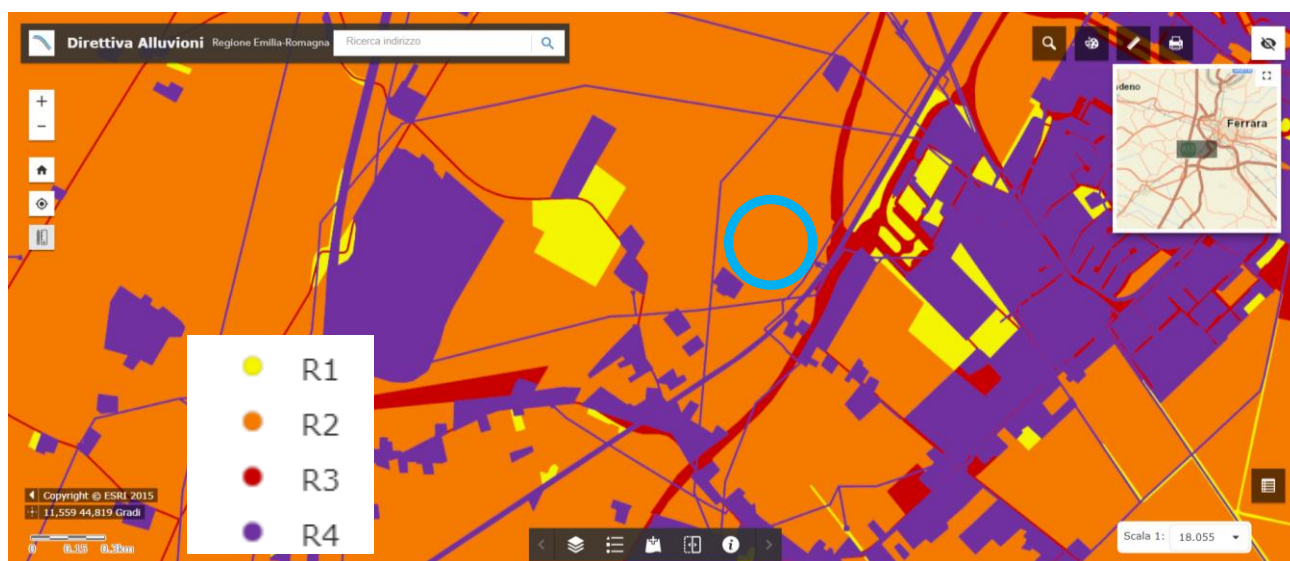 Direttiva Alluvioni Regione Emilia-Romagna
Ricerca indirizzo
deno
Ferrara
R1
R2
R3
R4
Copyright © ESRI 2015
11,559 44,819 Gradi
0 0.15 0.3km
Scala 1: 18.055